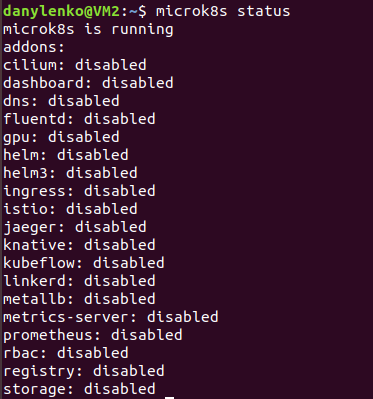 danylenko@VM2:~$ microk8s status
microk8s is running
addons:
cilium: disabled
dashboard: disabled
dns: disabled
fluentd: disabled
gpu: disabled
helm: disabled
helm3: disabled
ingress: disabled
istio: disabled
jaeger: disabled
knative: disabled
kubeflow: disabled
linkerd: disabled
metallb: disabled
metrics-server: disabled
prometheus: disabled
rbac: disabled
registry: disabled
storage: disabled